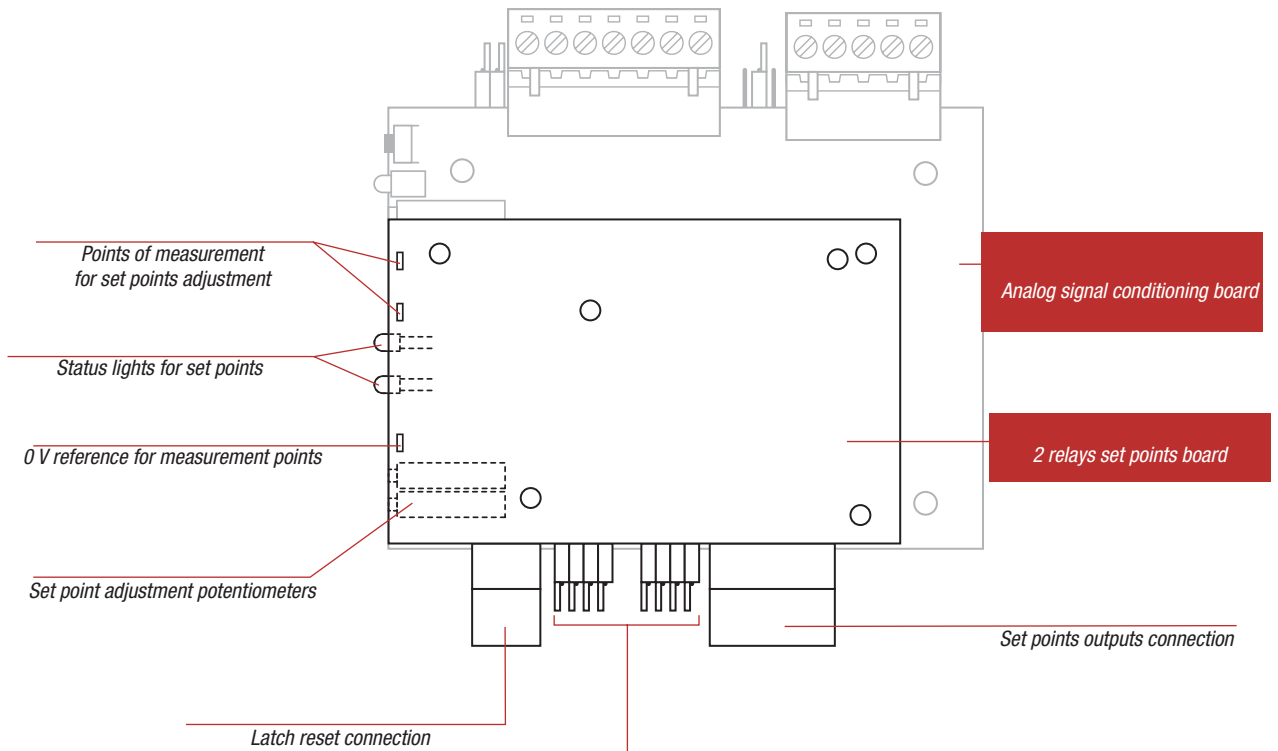 Points of measurement
for set points adjustment
Analog signal conditioning board
Status lights for set points
0 V reference for measurement points
2 relays set points board
Set point adjustment potentiometers
Set points outputs connection
Latch reset connection